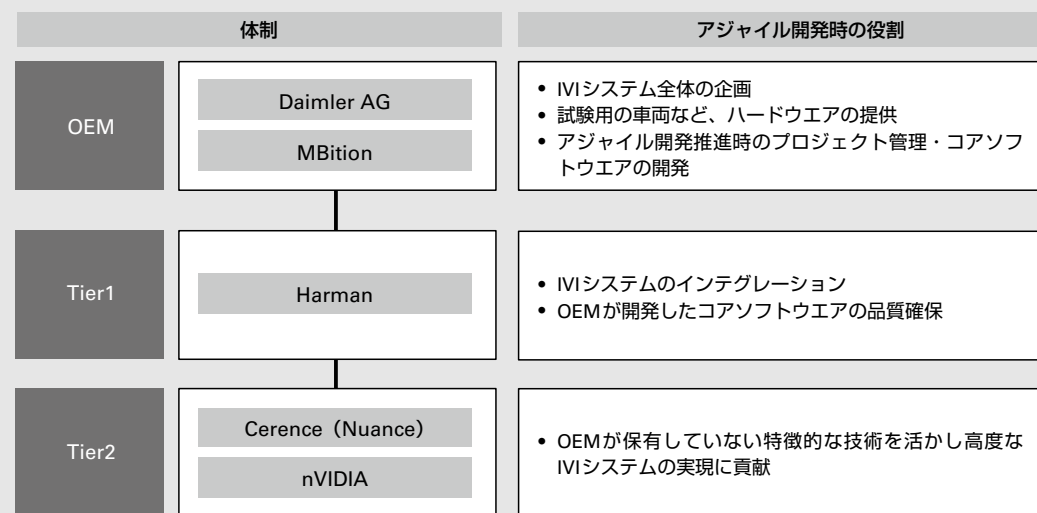 体制
アジャイル開発時の役割
OEM
Daimler AG
MBition
• IVIシステム全体の企画
• 試験用の車両など、ハードウエアの提供
• アジャイル開発推進時のプロジェクト管理・コアソフ
トウエアの開発
Tier1
Harman
• IVIシステムのインテグレーション
• OEMが開発したコアソフトウエアの品質確保
Tier2
Cerence（Nuance）
nVIDIA
• OEMが保有していない特徴的な技術を活かし高度な
IVIシステムの実現に貢献